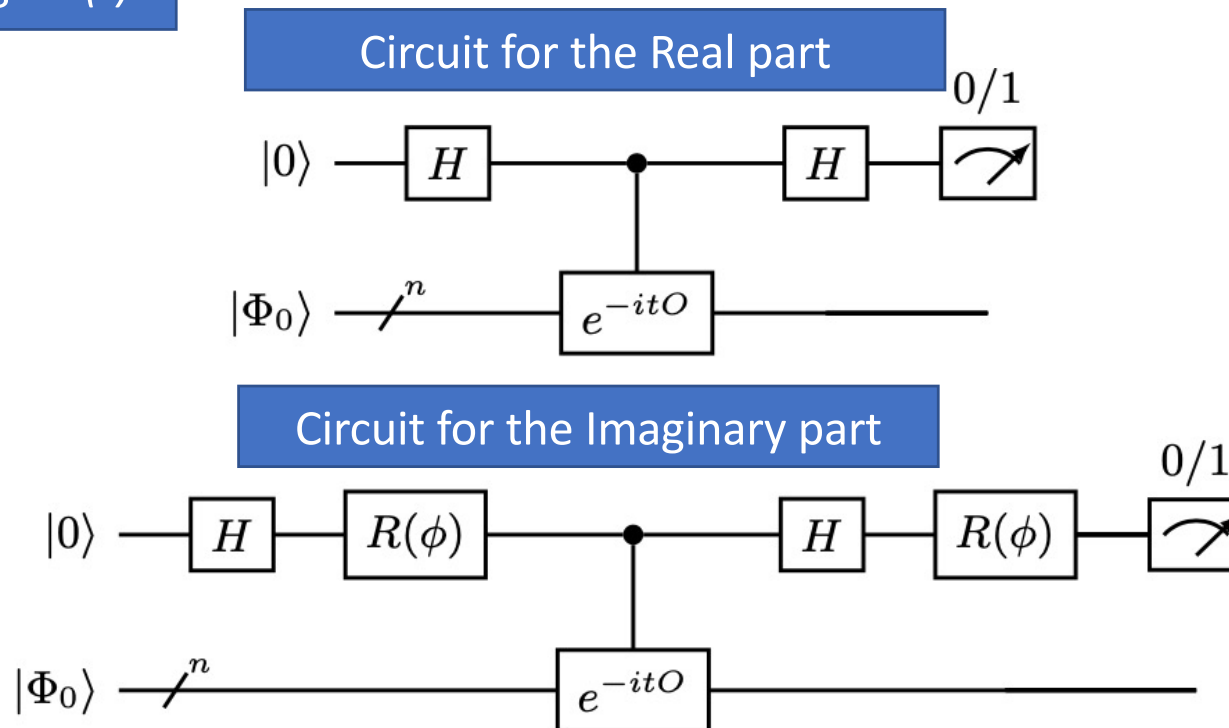 Circuit for the Real part
0/1
|0⟩ H H
|Φ₀⟩ n e^{-itO}
Circuit for the Imaginary part
0/1
|0⟩ H R(ϕ) H R(ϕ)
|Φ₀⟩ n e^{-itO}